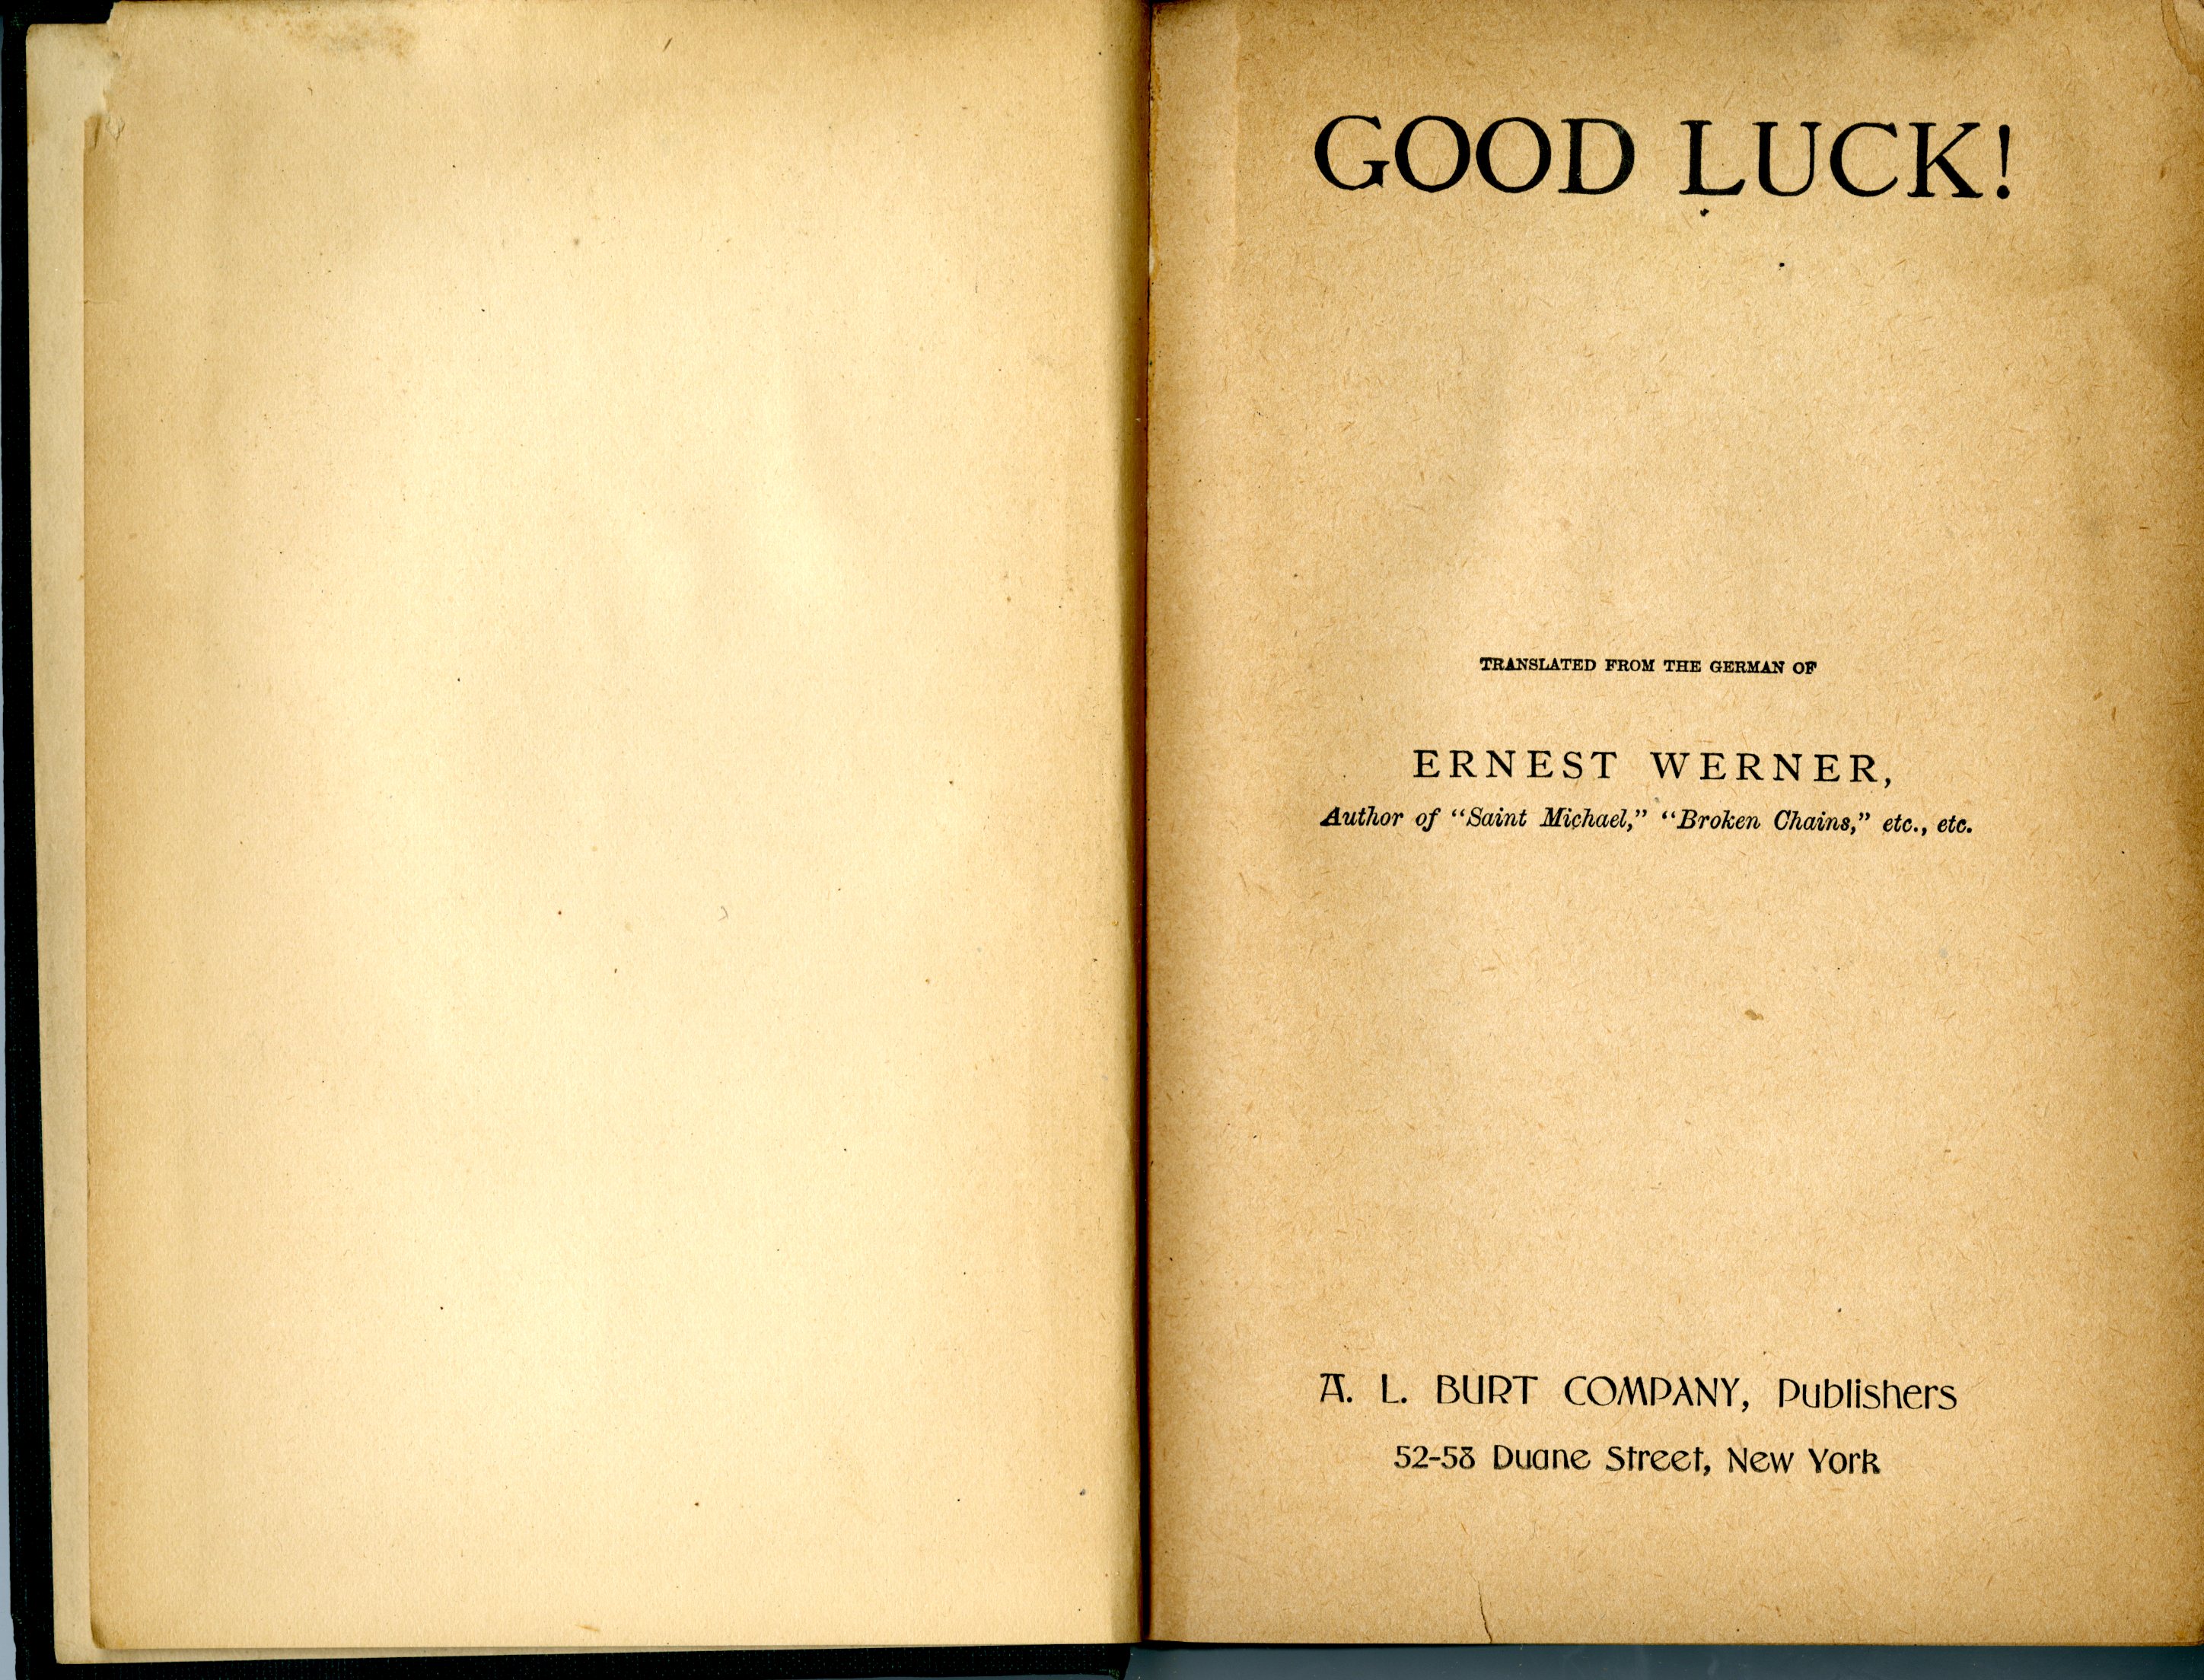 GOOD LUCK!
TRANSLATED FROM THE GERMAN OF
ERNEST WERNER,
Author of “Saint Michael,” “Broken Chains,” etc., etc.
A. L. BURT COMPANY, Publishers
52-58 Duane Street, New York